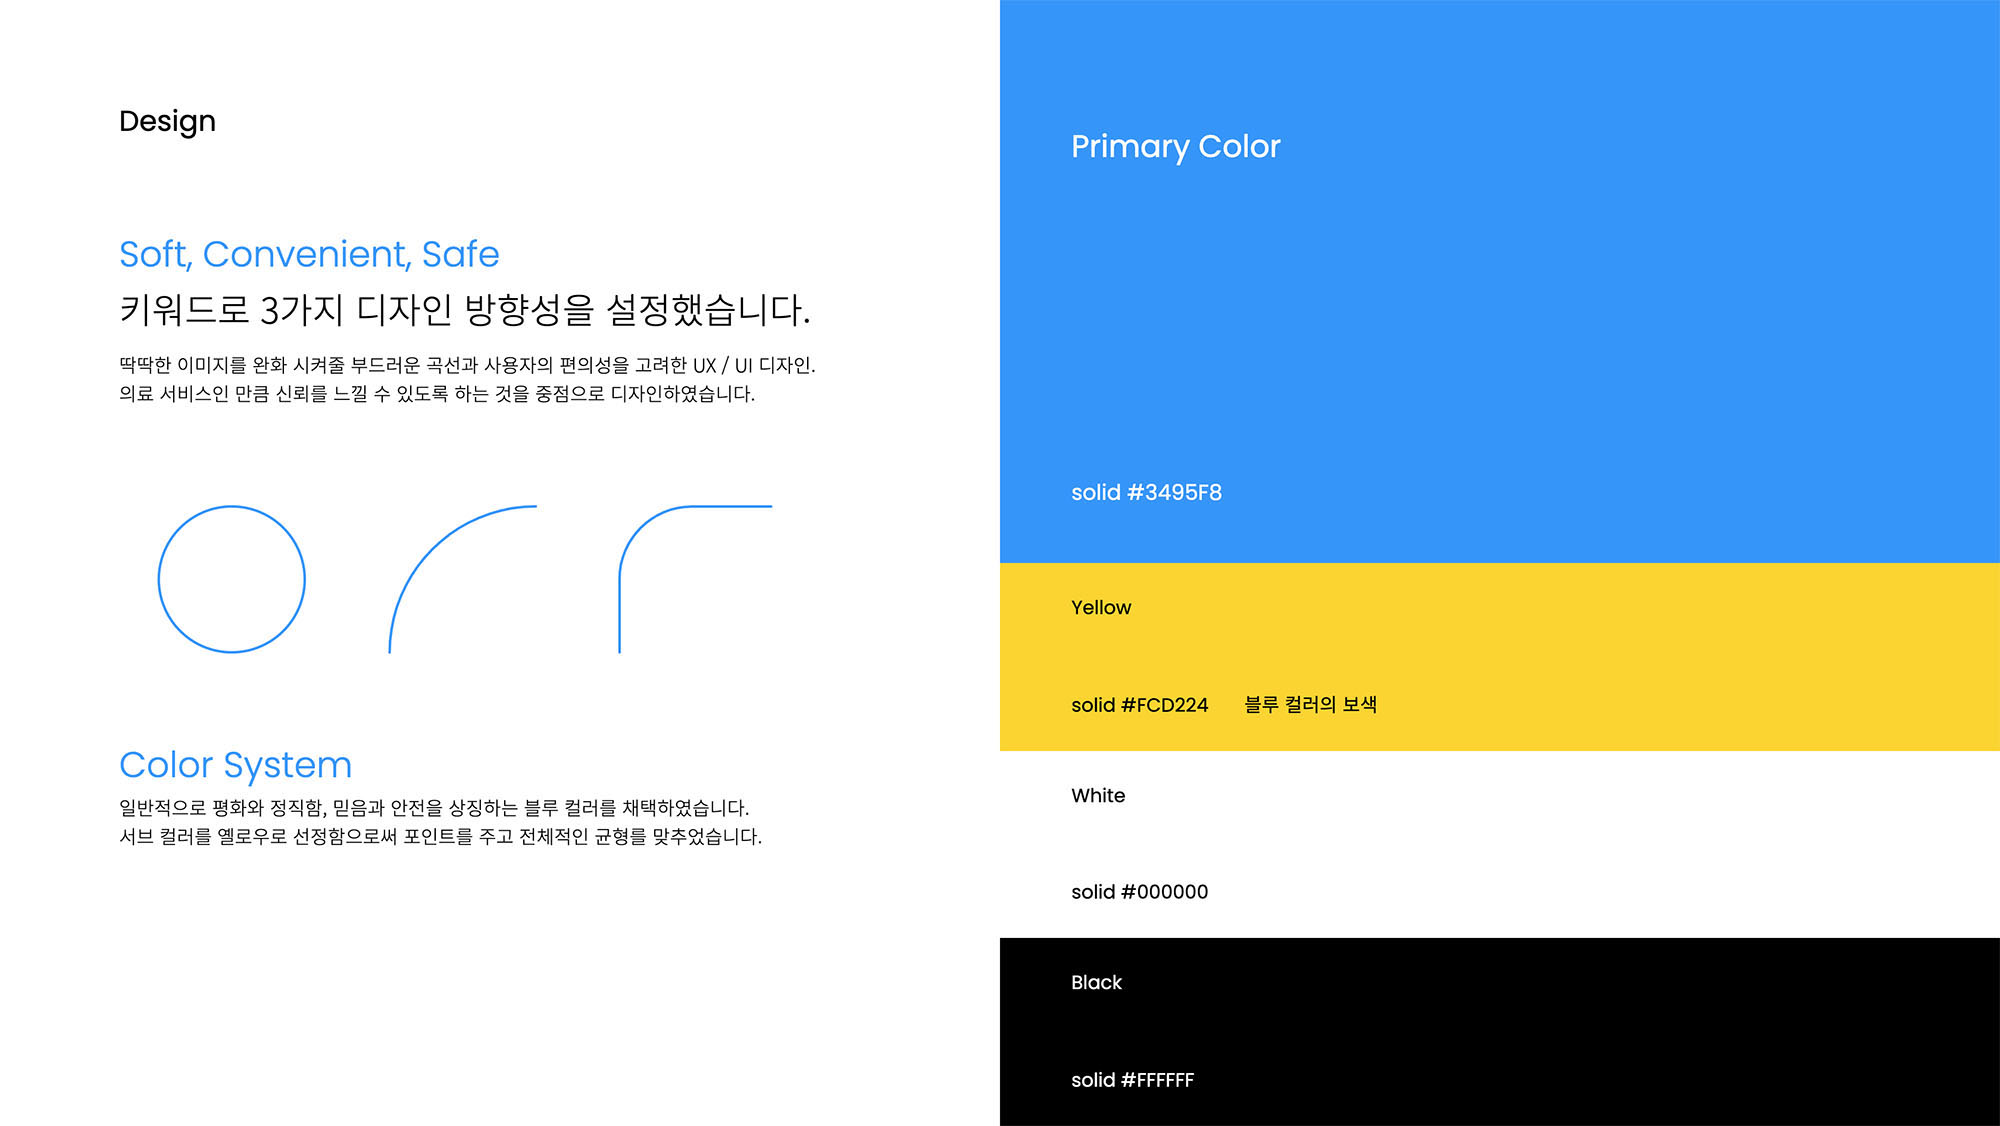 Design
Soft, Convenient, Safe
키워드로 3가지 디자인 방향성을 설정했습니다.
딱딱한 이미지를 완화 시켜줄 부드러운 곡선과 사용자의 편의성을 고려한 UX / UI 디자인.
의료 서비스인 만큼 신뢰를 느낄 수 있도록 하는 것을 중점으로 디자인하였습니다.
Color System
일반적으로 평화와 정직함, 믿음과 안전을 상징하는 블루 컬러를 채택하였습니다.
서브 컬러를 옐로우로 선정함으로써 포인트를 주고 전체적인 균형를 맞추었습니다.
Primary Color
solid #3495F8
Yellow
solid #FCD224 블루 컬러의 보색
White
solid #000000
Black
solid #FFFFFF